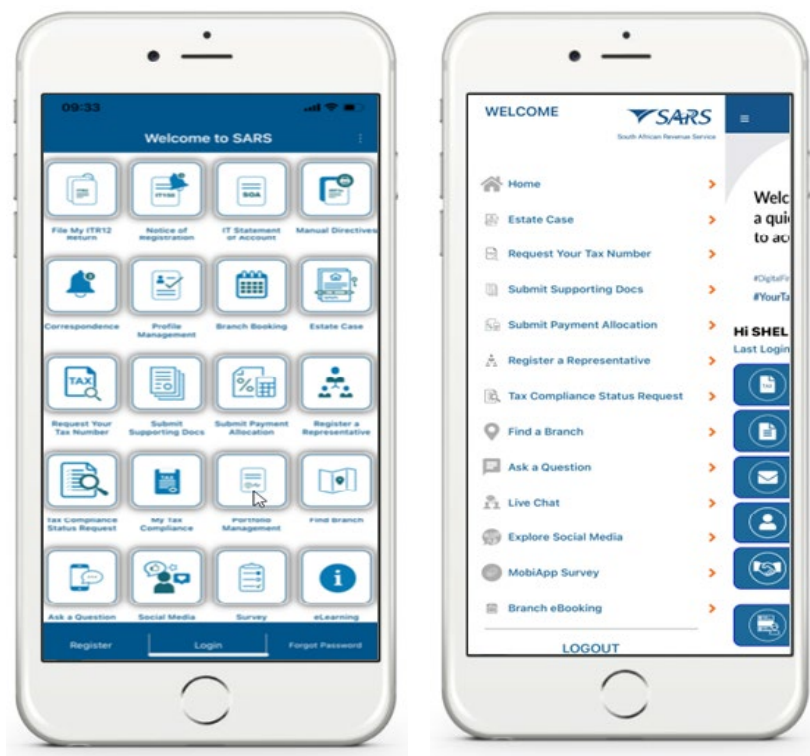 09:33
Welcome to SARS
File My ITR12
Return
Notice of
Registration
IT Statement
of Account
Manual Directives
Correspondence
Profile
Management
Branch Booking
Estate Case
TAX
Request Your
Tax Number
Submit
Supporting Docs
Submit Payment
Allocation
Register a
Representative
Tax Compliance
Status Request
My Tax
Compliance
Portfolio
Management
Find Branch
Ask a Question
Social Media
Survey
eLearning
Register
Login
Forgot Password
WELCOME
SARS
South African Revenue Service
Home
Estate Case
Request Your Tax Number
Submit Supporting Docs
Submit Payment Allocation
Register a Representative
Tax Compliance Status Request
Find a Branch
Ask a Question
Live Chat
Explore Social Media
MobiApp Survey
Branch eBooking
LOGOUT
Welc
a qui
to ac
#DigitalFi
#YourTa
Hi SHEL
Last Login